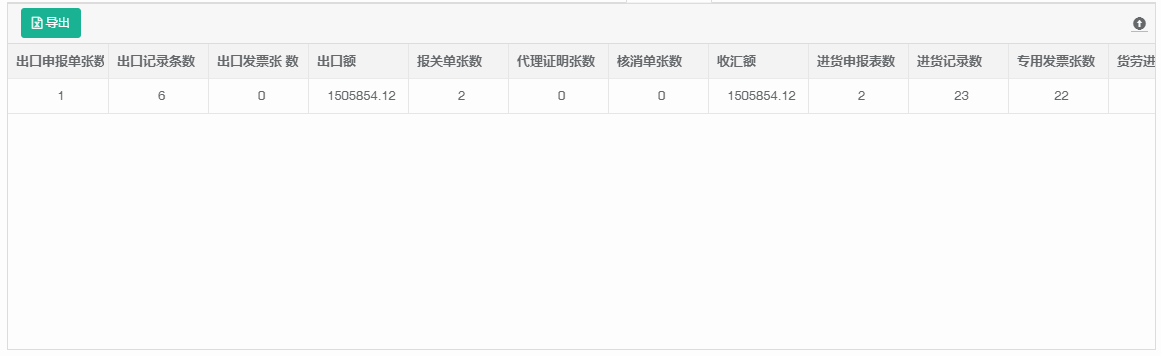 导出
出口申报单张数 出口记录条数 出口发票张 数 出口额 报关单张数 代理证明张数 核消单张数 收汇额 进货申报表数 进货记录数 专用发票张数 货劳进
1 6 0 1505854.12 2 0 0 1505854.12 2 23 22